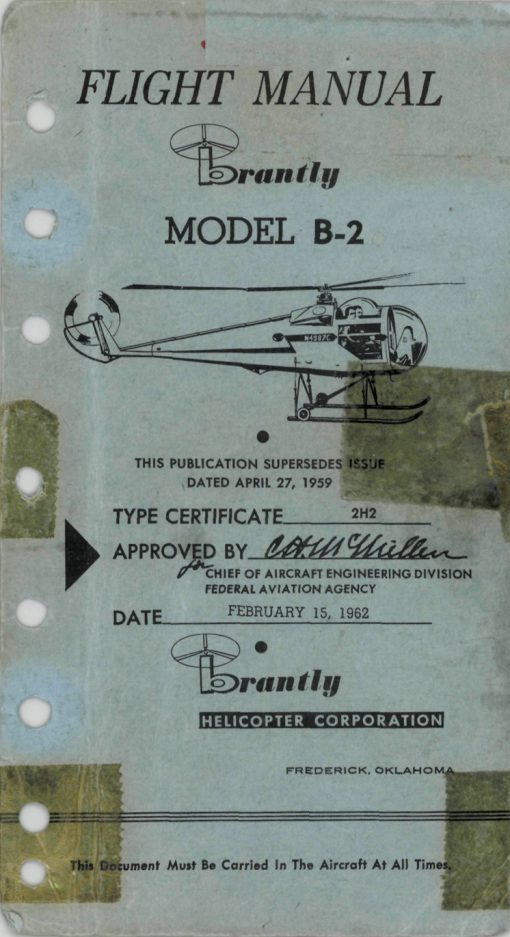 FLIGHT MANUAL
brantly
MODEL B-2
N4597C
THIS PUBLICATION SUPERSEDES ISSUE
DATED APRIL 27, 1959
TYPE CERTIFICATE 2H2
APPROVED BY C H McMillen
for CHIEF OF AIRCRAFT ENGINEERING DIVISION
FEDERAL AVIATION AGENCY
DATE FEBRUARY 15, 1962
brantly
HELICOPTER CORPORATION
FREDERICK, OKLAHOMA
This Document Must Be Carried In The Aircraft At All Times.